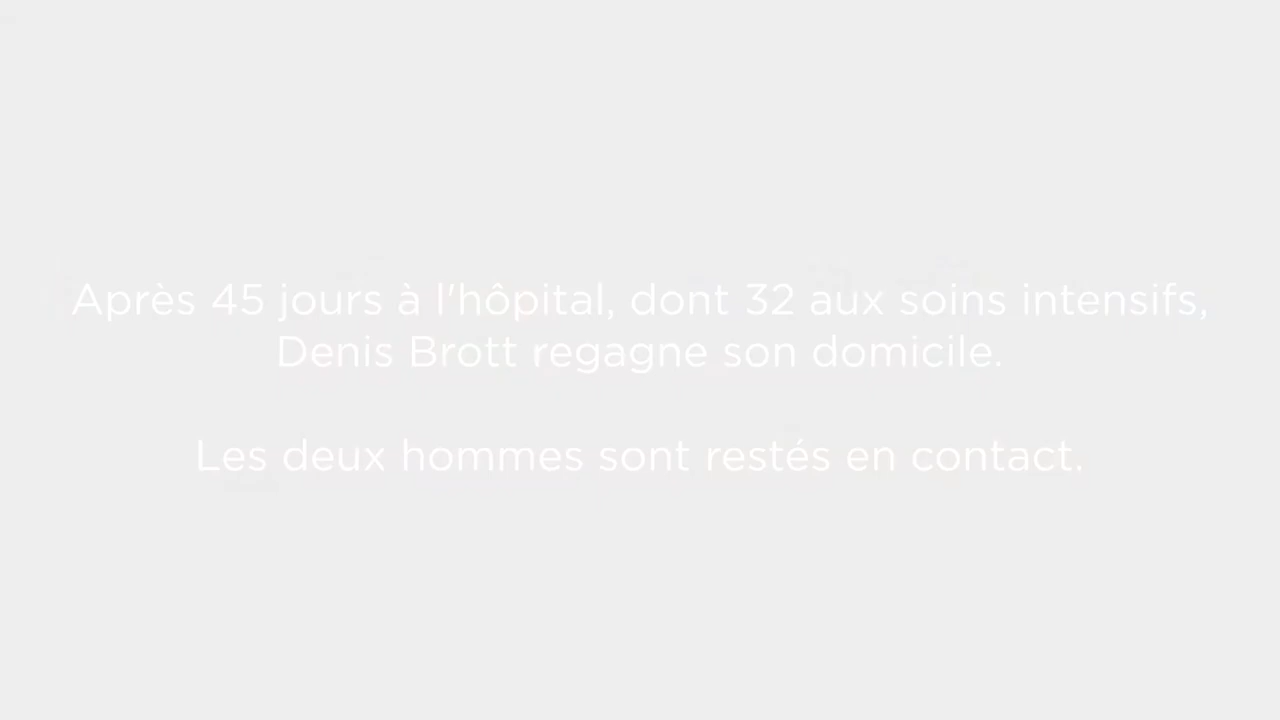 Après 45 jours à l'hôpital, dont 32 aux soins intensifs,
Denis Brott regagne son domicile.
Les deux hommes sont restés en contact.